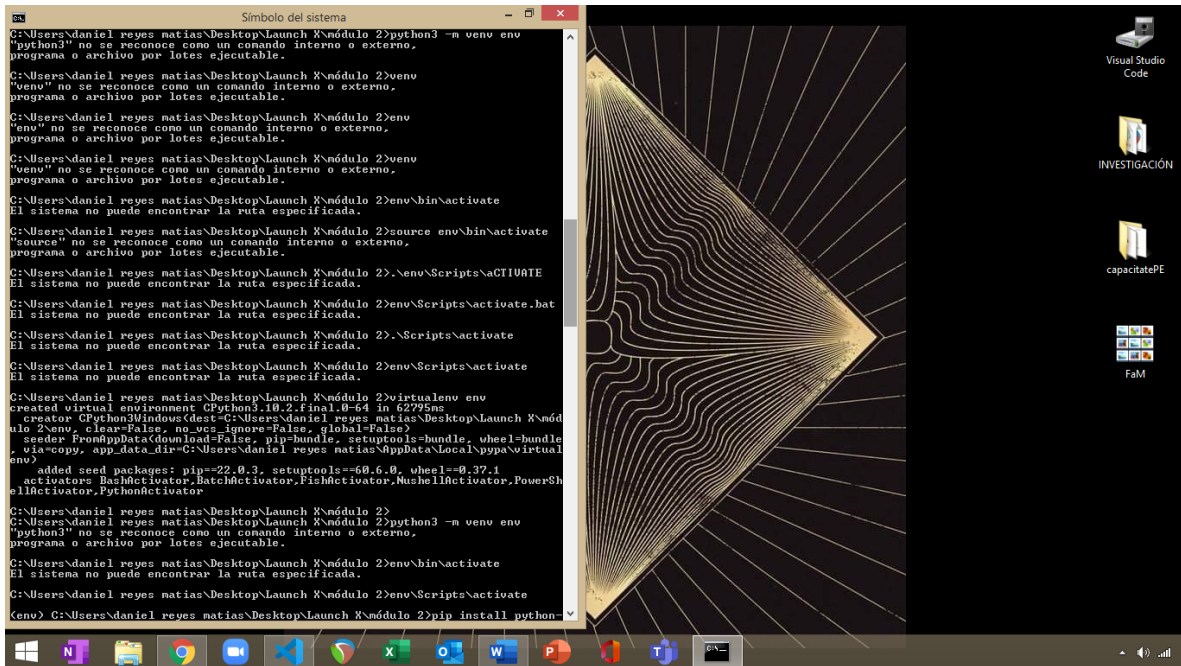 Símbolo del sistema
C:\Users\daniel reyes matias\Desktop\Launch X\módulo 2>python3 -m venv env
"python3" no se reconoce como un comando interno o externo,
programa o archivo por lotes ejecutable.
C:\Users\daniel reyes matias\Desktop\Launch X\módulo 2>venv
"venv" no se reconoce como un comando interno o externo,
programa o archivo por lotes ejecutable.
C:\Users\daniel reyes matias\Desktop\Launch X\módulo 2>env
"env" no se reconoce como un comando interno o externo,
programa o archivo por lotes ejecutable.
C:\Users\daniel reyes matias\Desktop\Launch X\módulo 2>venv
"venv" no se reconoce como un comando interno o externo,
programa o archivo por lotes ejecutable.
C:\Users\daniel reyes matias\Desktop\Launch X\módulo 2>env\bin\activate
El sistema no puede encontrar la ruta especificada.
C:\Users\daniel reyes matias\Desktop\Launch X\módulo 2>source env\bin\activate
"source" no se reconoce como un comando interno o externo,
programa o archivo por lotes ejecutable.
C:\Users\daniel reyes matias\Desktop\Launch X\módulo 2>.\env\Scripts\aCTIVATE
El sistema no puede encontrar la ruta especificada.
C:\Users\daniel reyes matias\Desktop\Launch X\módulo 2>env\Scripts\activate.bat
El sistema no puede encontrar la ruta especificada.
C:\Users\daniel reyes matias\Desktop\Launch X\módulo 2>.\Scripts\activate
El sistema no puede encontrar la ruta especificada.
C:\Users\daniel reyes matias\Desktop\Launch X\módulo 2>env\Scripts\activate
El sistema no puede encontrar la ruta especificada.
C:\Users\daniel reyes matias\Desktop\Launch X\módulo 2>virtualenv env
created virtual environment CPython3.10.2.final.0-64 in 62795ms
creator CPython3Windows(dest=C:\Users\daniel reyes matias\Desktop\Launch X\mód
ulo 2\env, clear=False, no_vcs_ignore=False, global=False)
seeder FromAppData(download=False, pip=bundle, setuptools=bundle, wheel=bundle
, via=copy, app_data_dir=C:\Users\daniel reyes matias\AppData\Local\pypa\virtual
env)
added seed packages: pip==22.0.3, setuptools==60.6.0, wheel==0.37.1
activators BashActivator,BatchActivator,FishActivator,NushellActivator,PowerSh
ellActivator,PythonActivator
C:\Users\daniel reyes matias\Desktop\Launch X\módulo 2>
C:\Users\daniel reyes matias\Desktop\Launch X\módulo 2>python3 -m venv env
"python3" no se reconoce como un comando interno o externo,
programa o archivo por lotes ejecutable.
C:\Users\daniel reyes matias\Desktop\Launch X\módulo 2>env\bin\activate
El sistema no puede encontrar la ruta especificada.
C:\Users\daniel reyes matias\Desktop\Launch X\módulo 2>env\Scripts\activate
(env) C:\Users\daniel reyes matias\Desktop\Launch X\módulo 2>pip install python-
Visual Studio
Code
INVESTIGACIÓN
capacitatePE
FaM